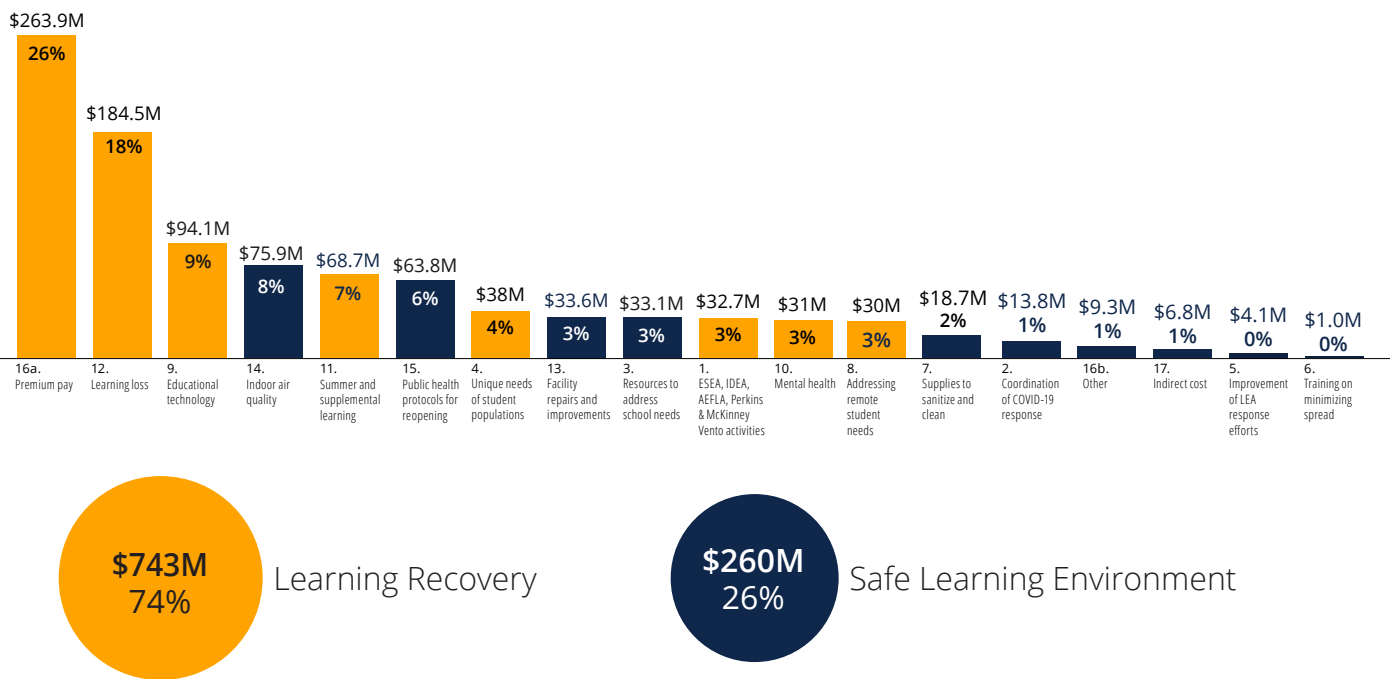 $263.9M
26%
$184.5M
18%
$94.1M
9%
$75.9M
8%
$68.7M
7%
$63.8M
6%
$38M
4%
$33.6M
3%
$33.1M
3%
$32.7M
3%
$31M
3%
$30M
3%
$18.7M
2%
$13.8M
1%
$9.3M
1%
$6.8M
1%
$4.1M
0%
$1.0M
0%
16a.
Premium pay
12.
Learning loss
9.
Educational
technology
14.
Indoor air
quality
11.
Summer and
supplemental
learning
15.
Public health
protocols for
reopening
4.
Unique needs
of student
populations
13.
Facility
repairs and
improvements
3.
Resources to
address
school needs
1.
ESEA, IDEA,
AEFLA, Perkins
& McKinney
Vento activities
10.
Mental health
8.
Addressing
remote
student
needs
7.
Supplies to
sanitize and
clean
2.
Coordination
of COVID-19
response
16b.
Other
17.
Indirect cost
5.
Improvement
of LEA
response
efforts
6.
Training on
minimizing
spread
$743M
74%
Learning Recovery
$260M
26%
Safe Learning Environment